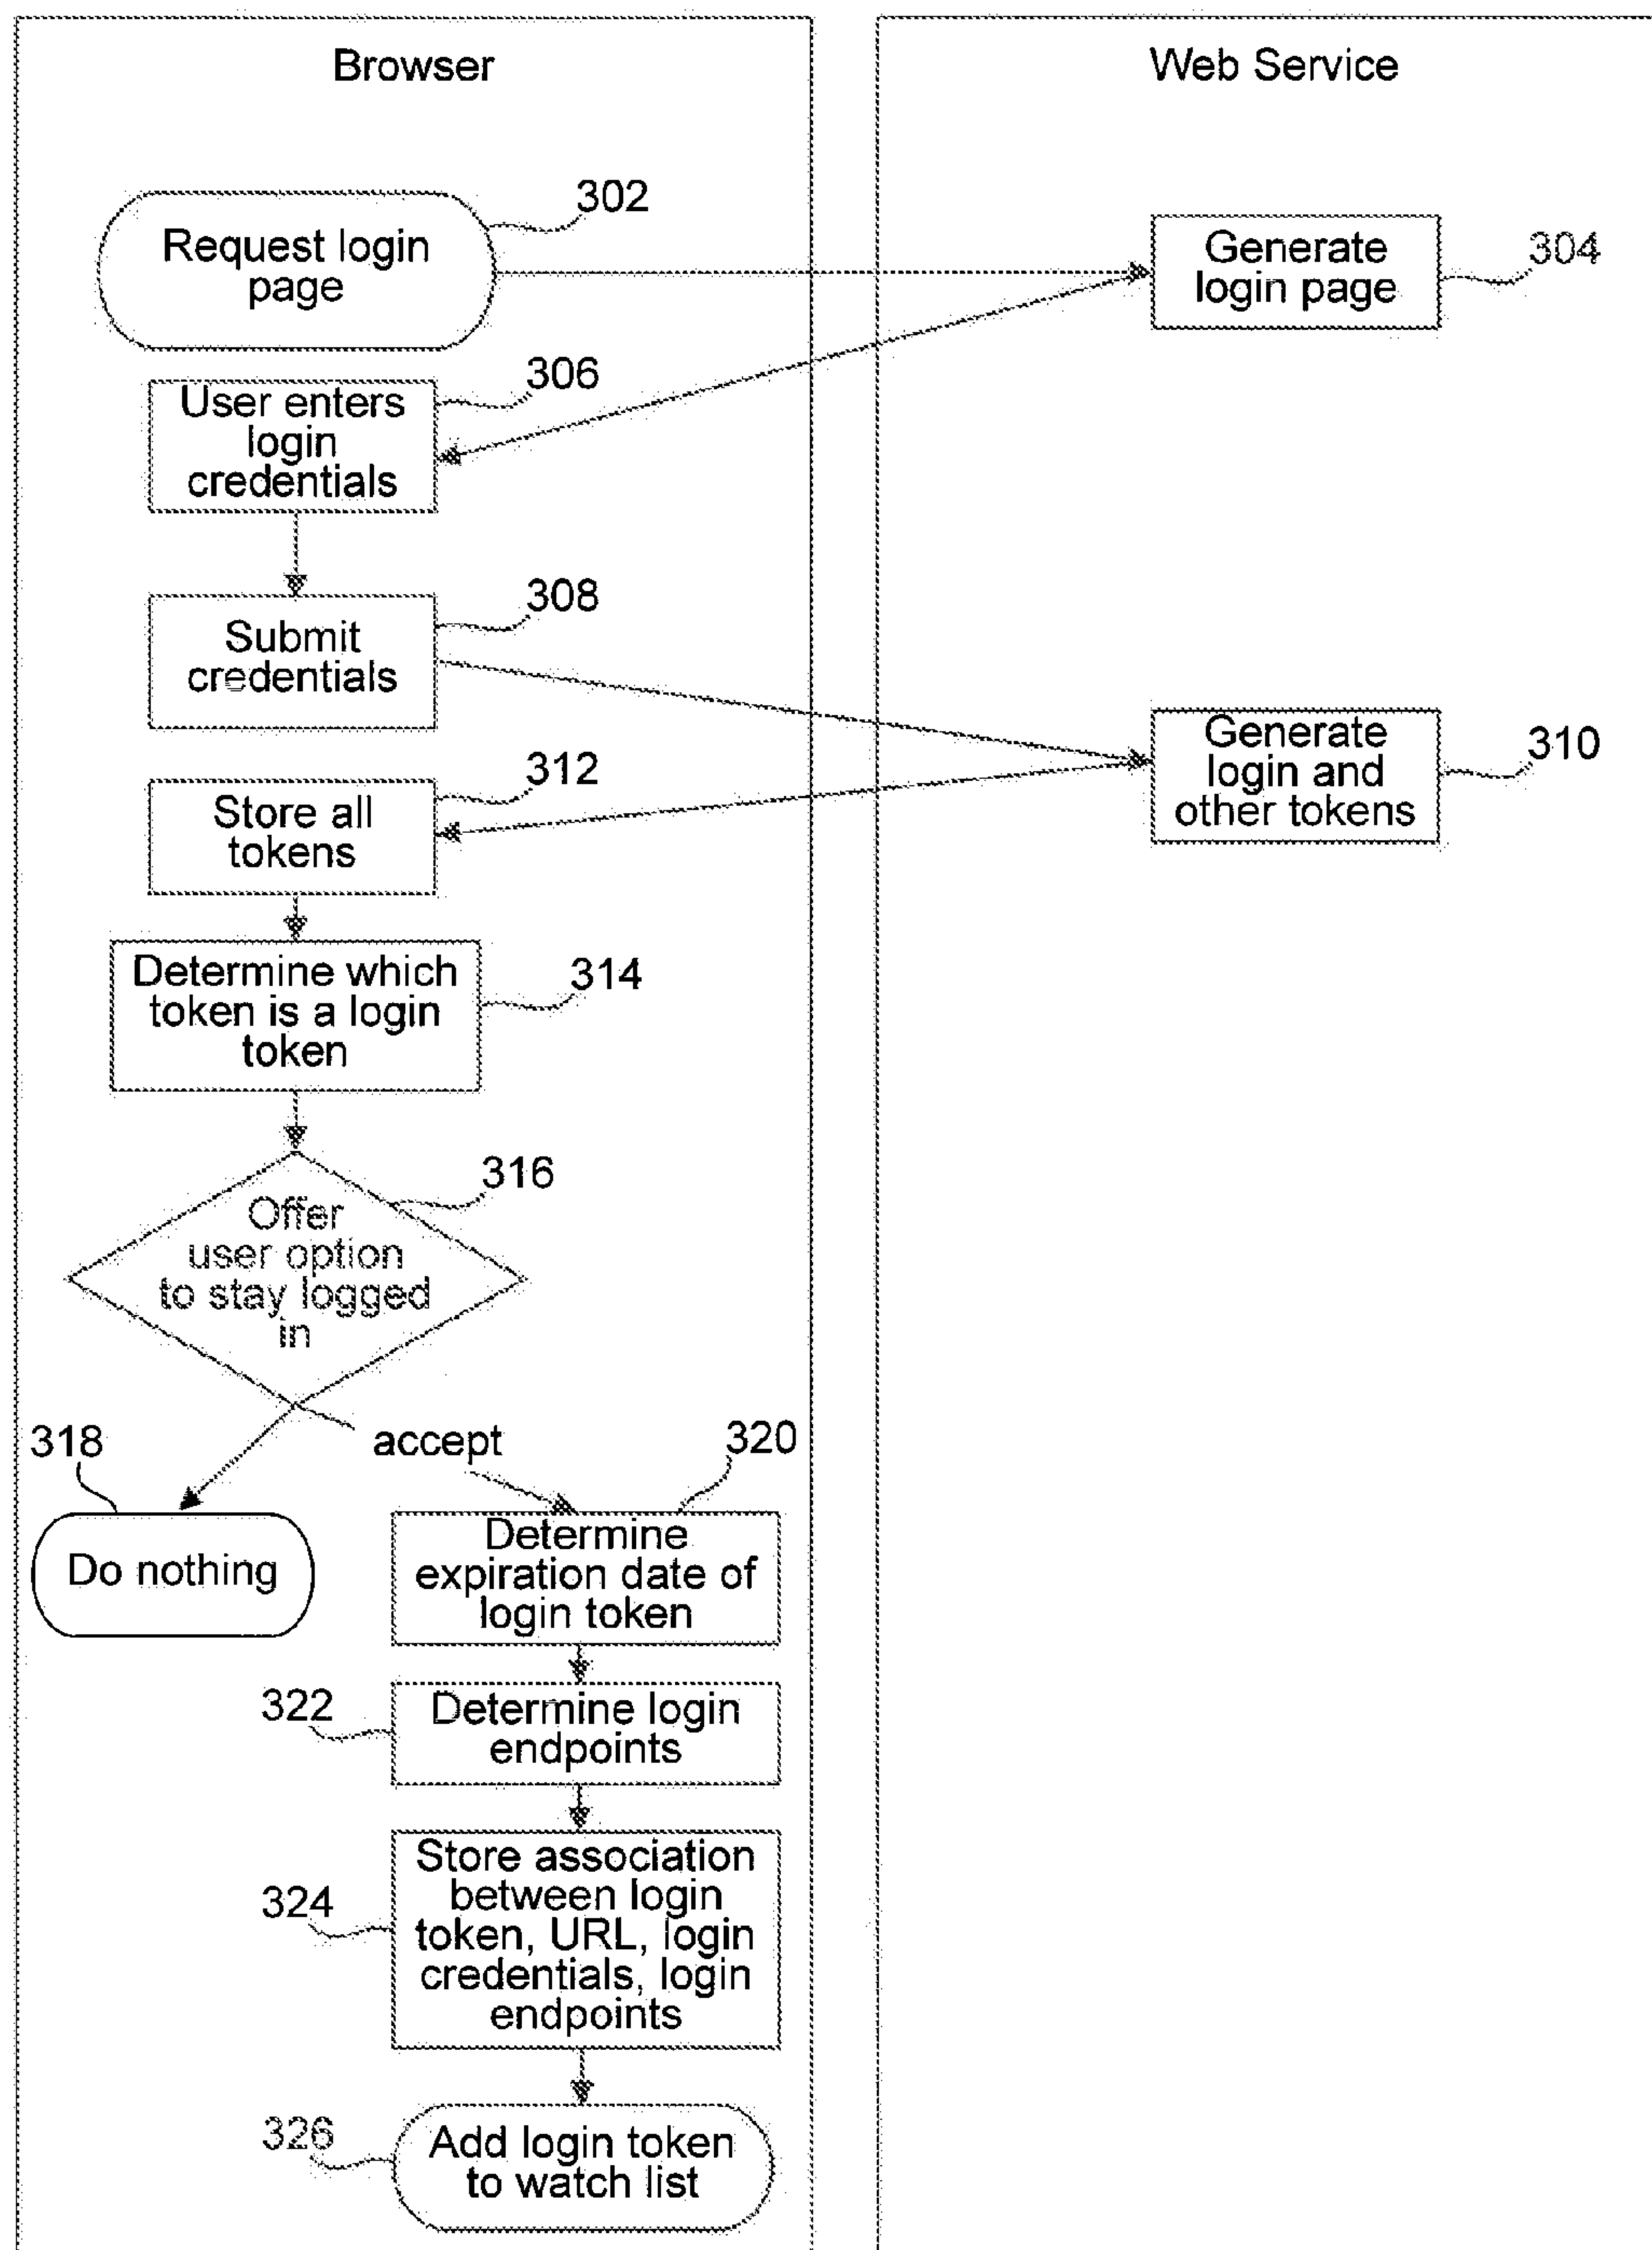 Browser
Web Service
302
Request login
page
Generate
login page
304
306
User enters
login
credentials
308
Submit
credentials
Generate
login and
other tokens
310
312
Store all
tokens
Determine which
token is a login
token
314
316
Offer
user option
to stay logged
in
318
accept
320
Do nothing
Determine
expiration date of
login token
322
Determine login
endpoints
324
Store association
between login
token, URL, login
credentials, login
endpoints
326
Add login token
to watch list